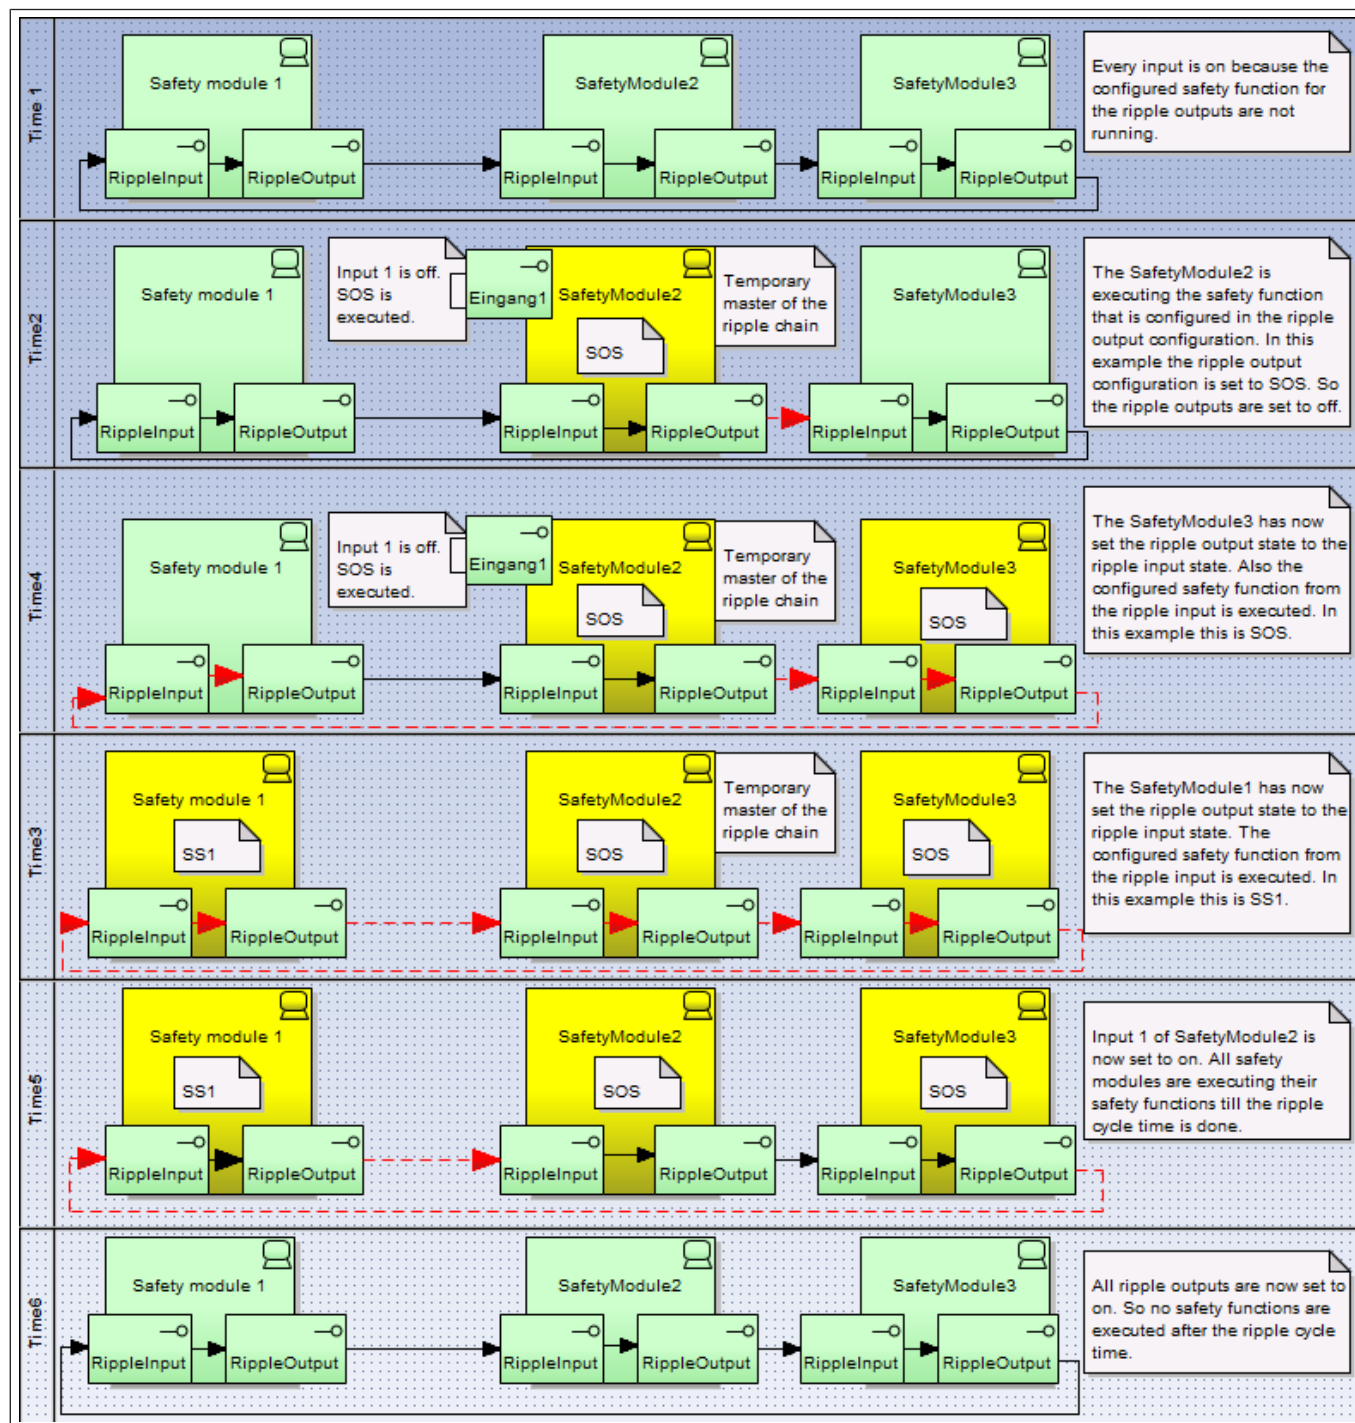 Time 1
Safety module 1
RippleInput
RippleOutput
SafetyModule2
RippleInput
RippleOutput
SafetyModule3
RippleInput
RippleOutput
Every input is on because the
configured safety function for
the ripple outputs are not
running.
Time2
Safety module 1
RippleInput
RippleOutput
Input 1 is off.
SOS is
executed.
Eingang1
SafetyModule2
SOS
RippleInput
RippleOutput
Temporary
master of the
ripple chain
SafetyModule3
RippleInput
RippleOutput
The SafetyModule2 is
executing the safety function
that is configured in the ripple
output configuration. In this
example the ripple output
configuration is set to SOS. So
the ripple outputs are set to off.
Time4
Safety module 1
RippleInput
RippleOutput
Input 1 is off.
SOS is
executed.
Eingang1
SafetyModule2
SOS
RippleInput
RippleOutput
Temporary
master of the
ripple chain
SafetyModule3
SOS
RippleInput
RippleOutput
The SafetyModule3 has now
set the ripple output state to the
ripple input state. Also the
configured safety function from
the ripple input is executed. In
this example this is SOS.
Time3
Safety module 1
SS1
RippleInput
RippleOutput
SafetyModule2
SOS
RippleInput
RippleOutput
Temporary
master of the
ripple chain
SafetyModule3
SOS
RippleInput
RippleOutput
The SafetyModule1 has now
set the ripple output state to the
ripple input state. The
configured safety function from
the ripple input is executed. In
this example this is SS1.
Time5
Safety module 1
SS1
RippleInput
RippleOutput
SafetyModule2
SOS
RippleInput
RippleOutput
SafetyModule3
SOS
RippleInput
RippleOutput
Input 1 of SafetyModule2 is
now set to on. All safety
modules are executing their
safety functions till the ripple
cycle time is done.
Time6
Safety module 1
RippleInput
RippleOutput
SafetyModule2
RippleInput
RippleOutput
SafetyModule3
RippleInput
RippleOutput
All ripple outputs are now set to
on. So no safety functions are
executed after the ripple cycle
time.